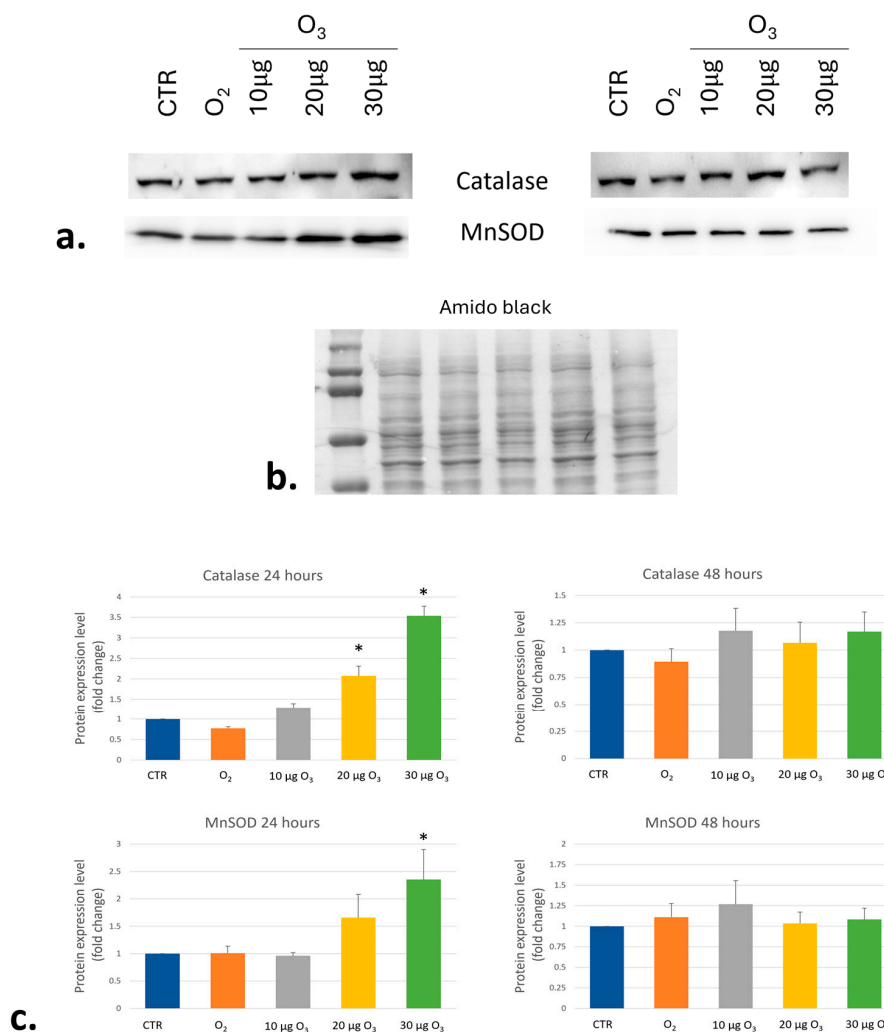 O₃ O₃
CTR O₂ 10µg 20µg 30µg CTR O₂ 10µg 20µg 30µg
Catalase
a. MnSOD
Amido black
b.
Catalase 24 hours
Protein expression level
(fold change)
4
3.5
3
2.5
2
1.5
1
0.5
0
* *
CTR O₂ 10 µg O₃ 20 µg O₃ 30 µg O₃
Catalase 48 hours
Protein expression level
[fold change)
1.5
1.25
1
0.75
0.5
0.25
0
CTR O₂ 10 µg O₃ 20 µg O₃ 30 µg O₃
MnSOD 24 hours
Protein expression level
(fold change)
3
2.5
2
1.5
1
0.5
0
*
CTR O₂ 10 µg O₃ 20 µg O₃ 30 µg O₃
MnSOD 48 hours
Protein expression level
(fold change)
2
1.75
1.5
1.25
1
0.75
0.5
0.25
0
CTR O₂ 10 µg O₃ 20 µg O₃ 30 µg O₃
c.